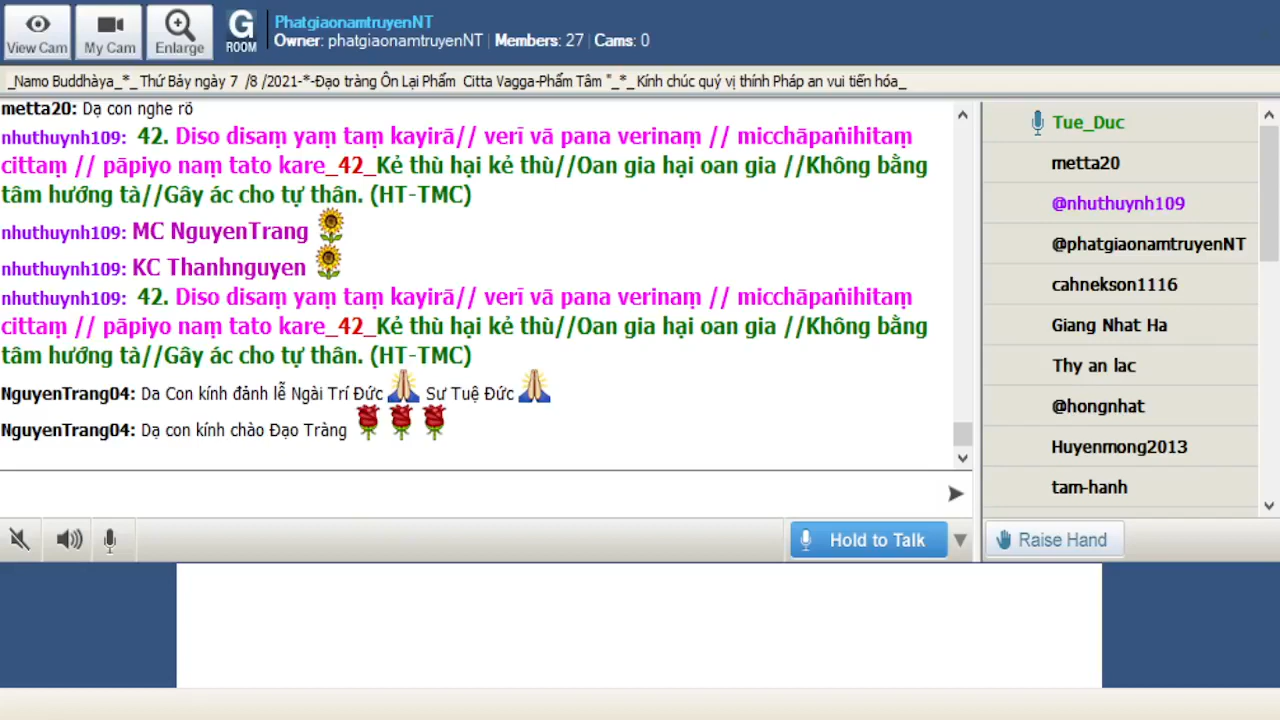 View Cam
My Cam
Enlarge
G
ROOM
PhatgiaonamtruyenNT
Owner: phatgiaonamtruyenNT | Members: 27 | Cams: 0
_Namo Buddhàya_*_ Thứ Bảy ngày 7 /8 /2021-*-Đạo tràng Ôn Lại Phẩm Citta Vagga-Phẩm Tâm "_*_ Kính chúc quý vị thính Pháp an vui tiến hóa_
metta20: Dạ con nghe rõ
nhuthuynh109: 42. Diso disaṃ yaṃ taṃ kayirā// verī vā pana verinaṃ // micchāpaṅihitaṃ
cittaṃ // pāpiyo naṃ tato kare_42_Kẻ thù hại kẻ thù//Oan gia hại oan gia //Không bằng
tâm hướng tà//Gây ác cho tự thân. (HT-TMC)
nhuthuynh109: MC NguyenTrang
nhuthuynh109: KC Thanhnguyen
nhuthuynh109: 42. Diso disaṃ yaṃ taṃ kayirā// verī vā pana verinaṃ // micchāpaṅihitaṃ
cittaṃ // pāpiyo naṃ tato kare_42_Kẻ thù hại kẻ thù//Oan gia hại oan gia //Không bằng
tâm hướng tà//Gây ác cho tự thân. (HT-TMC)
NguyenTrang04: Dạ Con kính đảnh lễ Ngài Trí Đức Sư Tuệ Đức
NguyenTrang04: Dạ con kính chào Đạo Tràng
Tue_Duc
metta20
@nhuthuynh109
@phatgiaonamtruyenNT
cahnekson1116
Giang Nhat Ha
Thy an lac
@hongnhat
Huyenmong2013
tam-hanh
Hold to Talk
Raise Hand